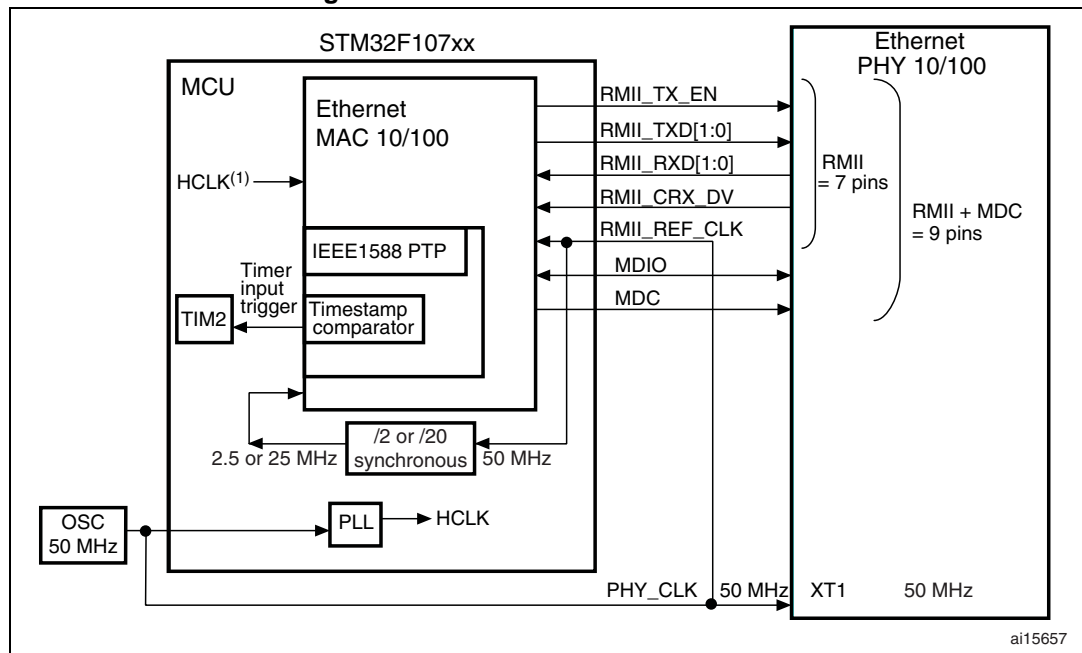 g
STM32F107xx
MCU
Ethernet
MAC 10/100
HCLK(1)
IEEE1588 PTP
Timer
input
trigger
Timestamp
comparator
TIM2
/2 or /20
synchronous
2.5 or 25 MHz
50 MHz
OSC
50 MHz
PLL
HCLK
RMII_TX_EN
RMII_TXD[1:0]
RMII_RXD[1:0]
RMII_CRX_DV
RMII_REF_CLK
MDIO
MDC
Ethernet
PHY 10/100
RMII
= 7 pins
RMII + MDC
= 9 pins
PHY_CLK 50 MHz
XT1
50 MHz
ai15657